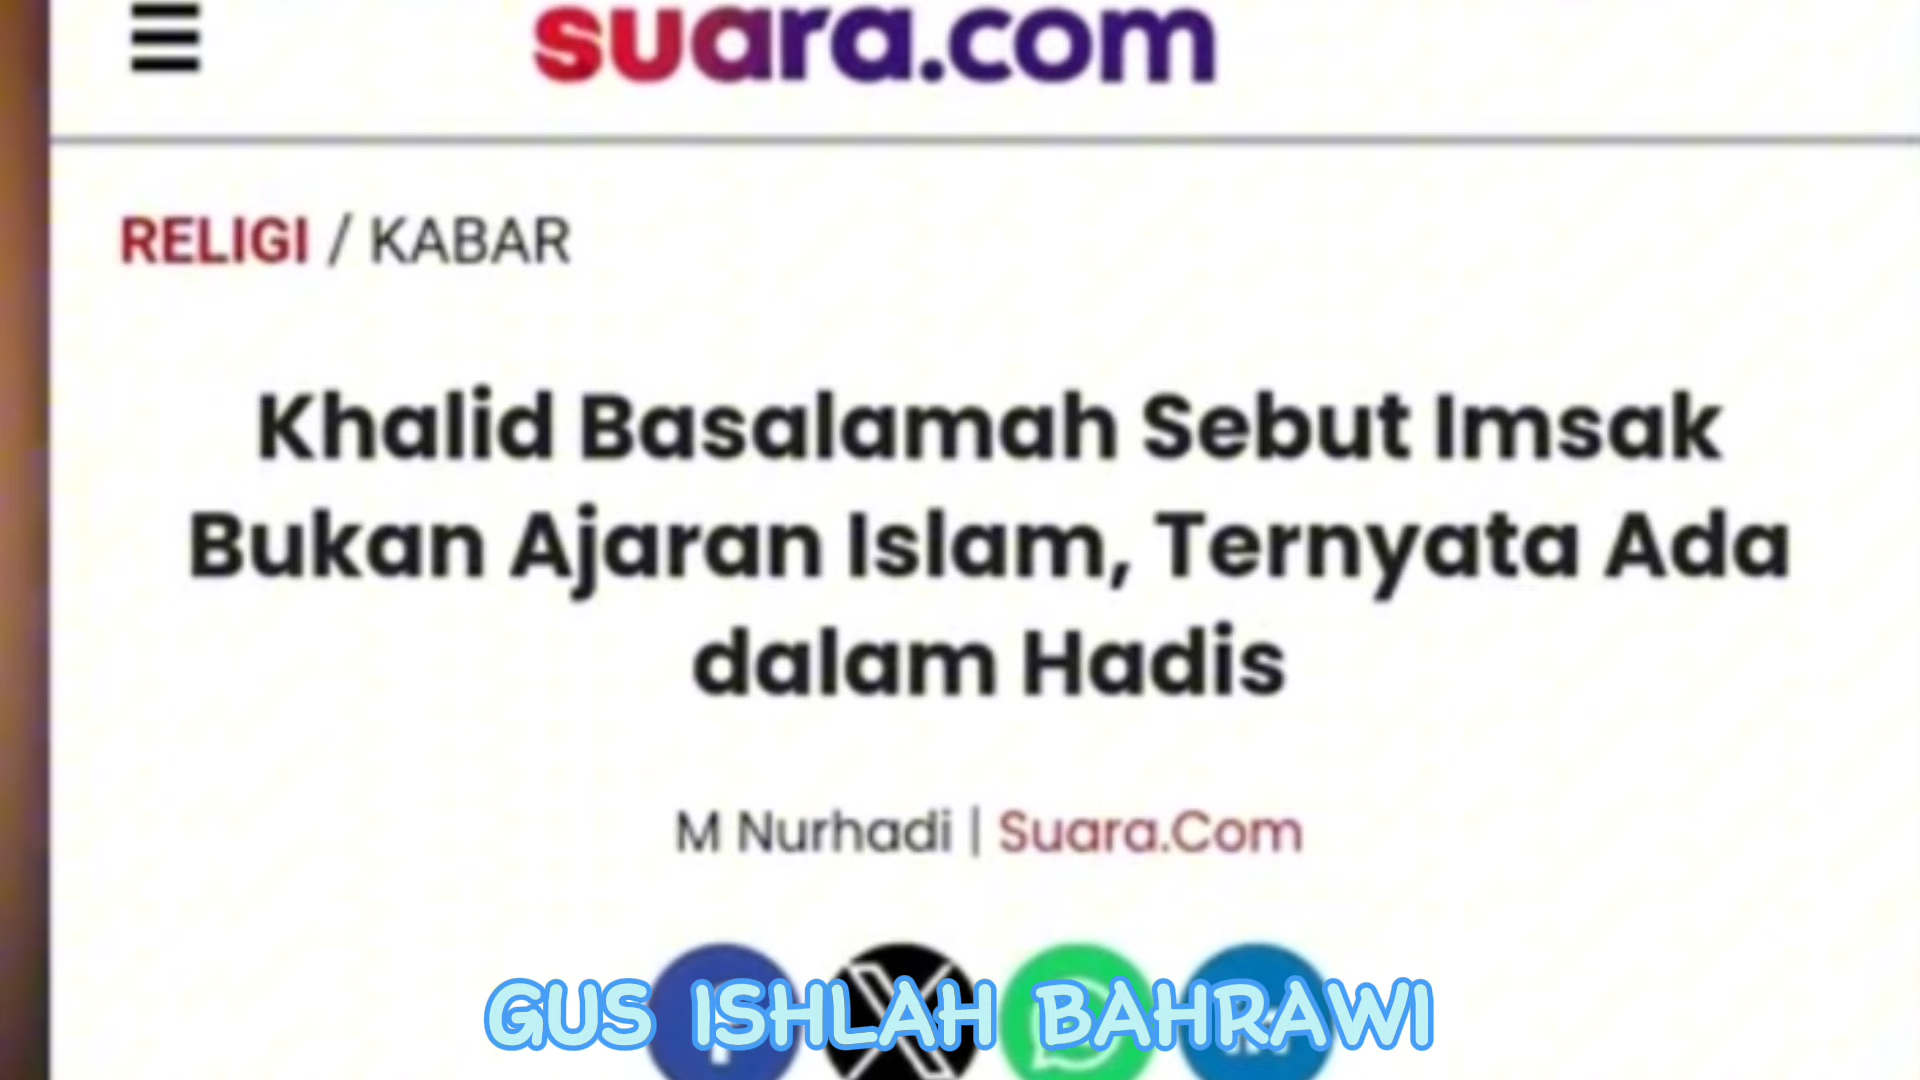 suara.com
RELIGI / KABAR
Khalid Basalamah Sebut Imsak
Bukan Ajaran Islam, Ternyata Ada
dalam Hadis
M Nurhadi | Suara.Com
GUS ISHLAH BAHRAWI